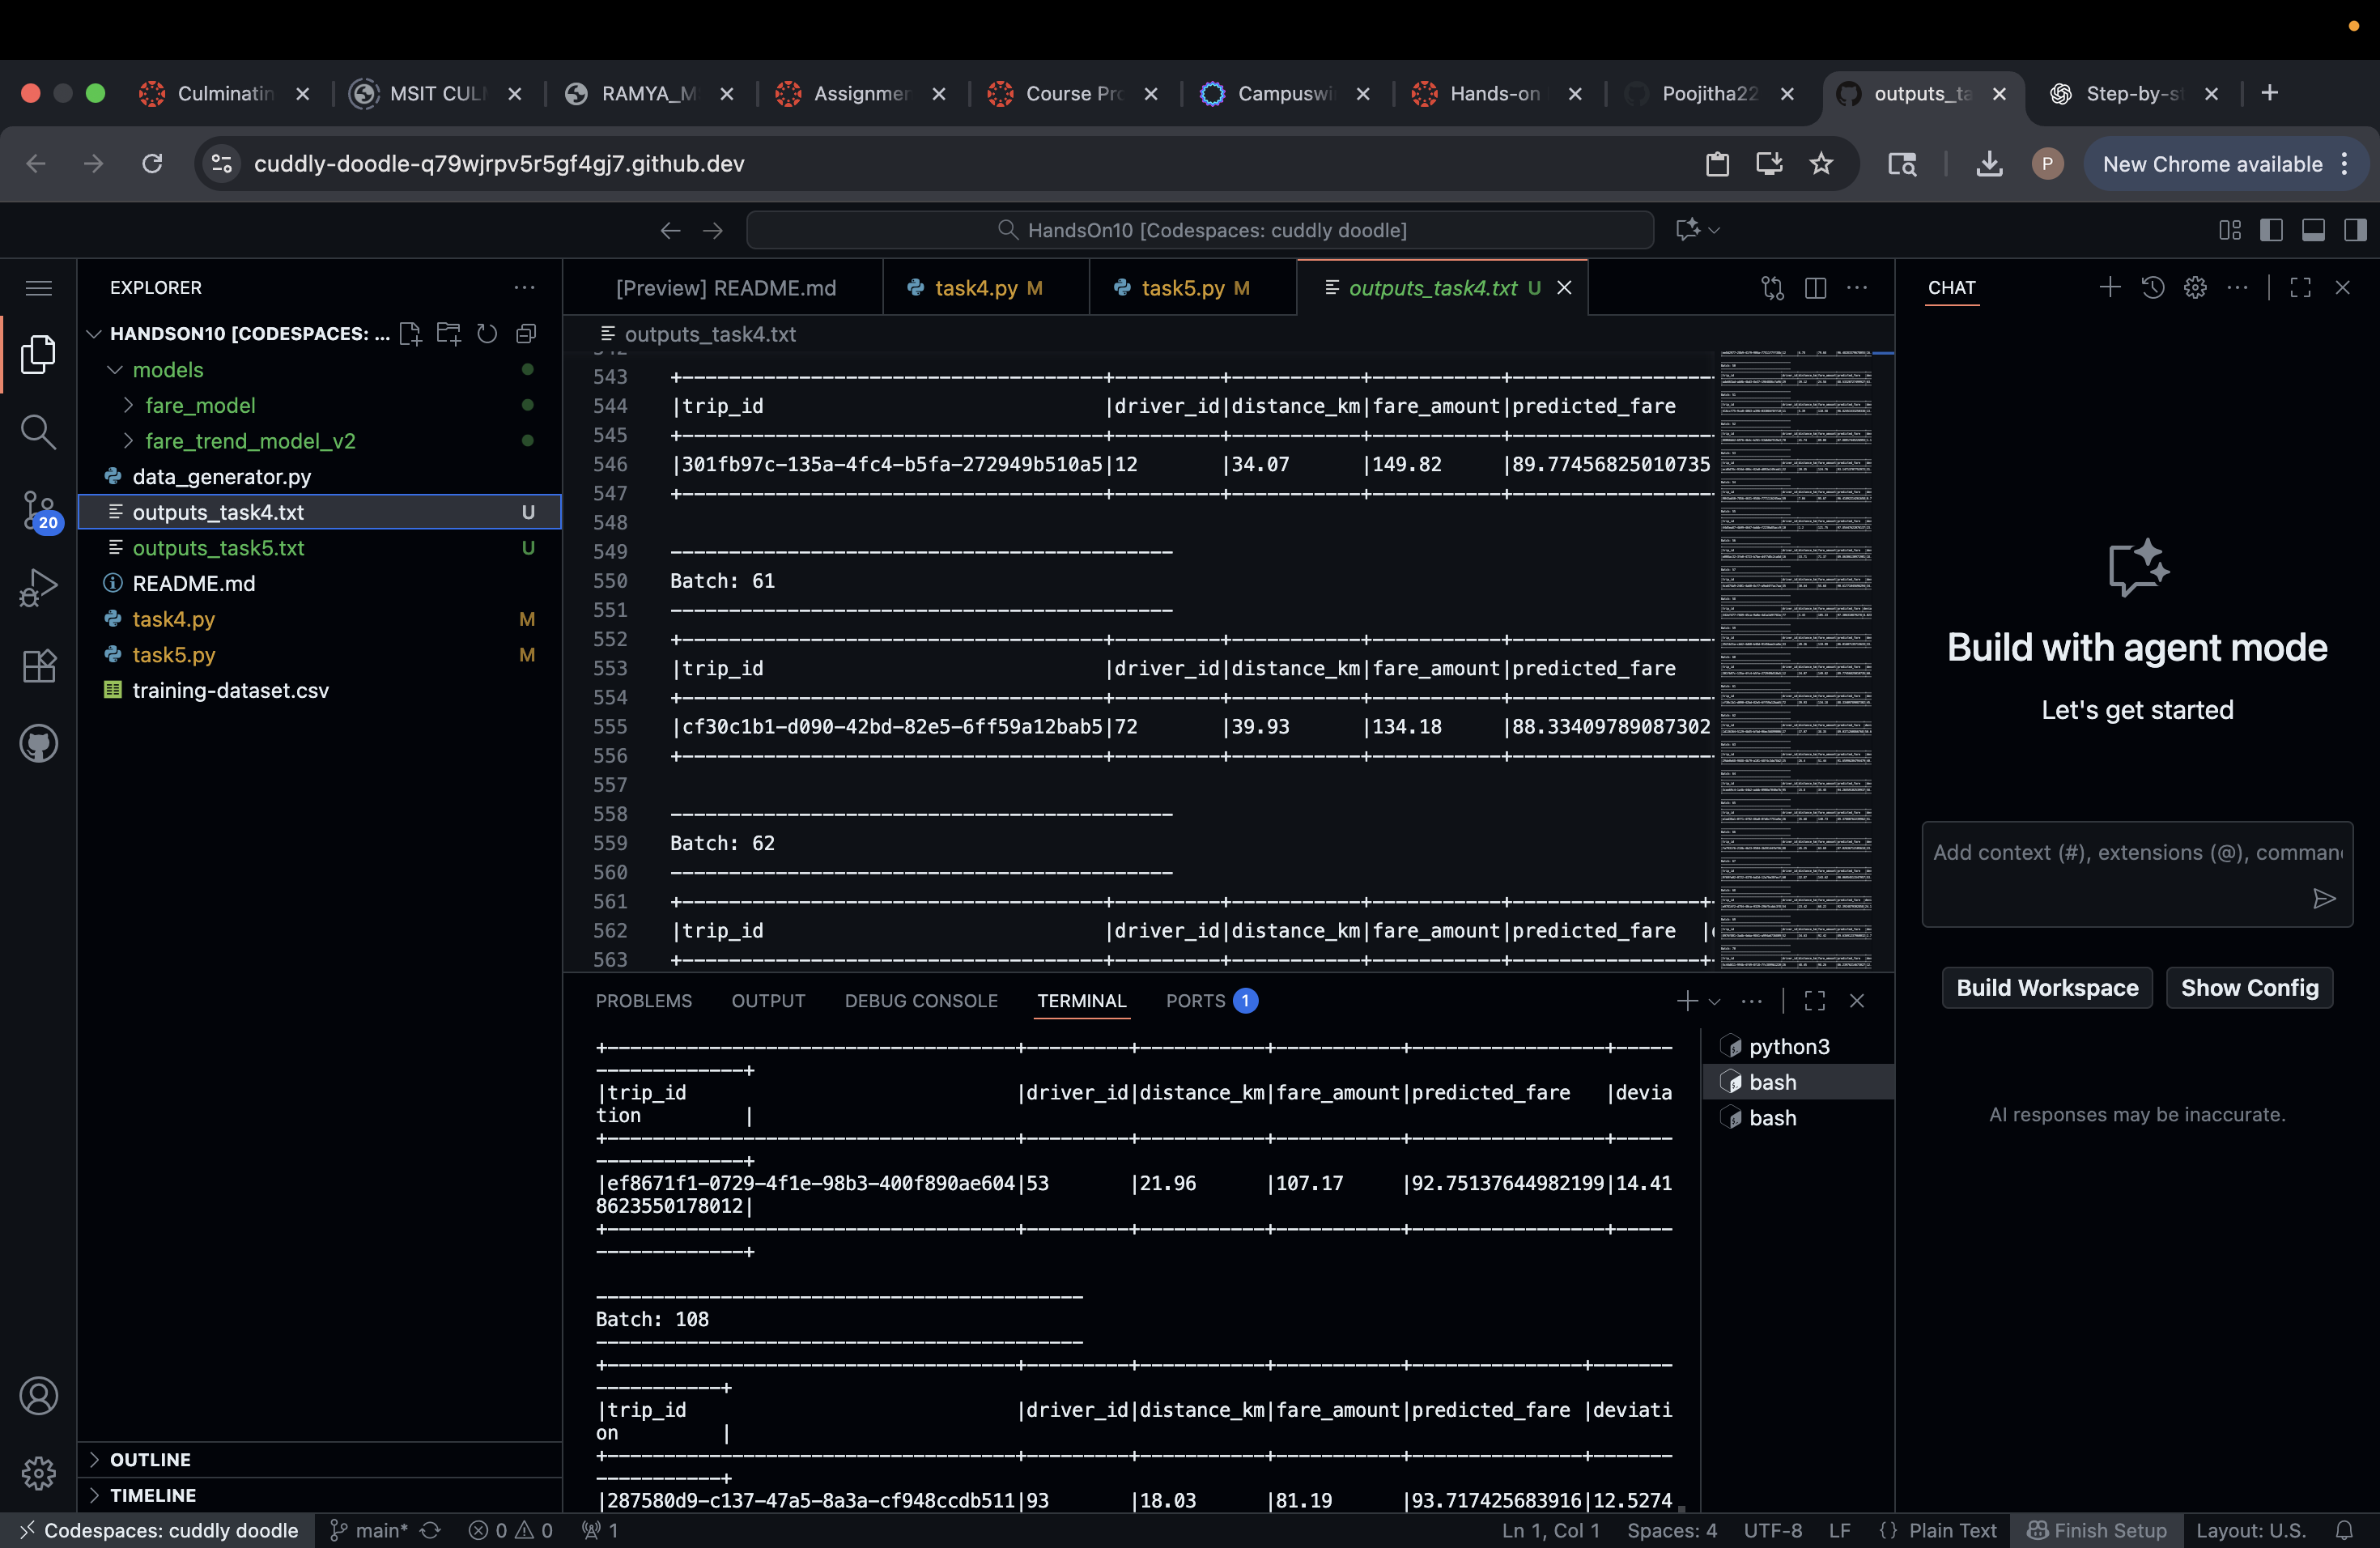 Culminatin
MSIT CUL
RAMYA_M
Assignmen
Course Pro
Campuswi
Hands-on
Poojitha22
outputs_ta
Step-by-s
cuddly-doodle-q79wjrpv5r5gf4gj7.github.dev
P
New Chrome available
HandsOn10 [Codespaces: cuddly doodle]
EXPLORER
HANDSON10 [CODESPACES: ...
models
fare_model
fare_trend_model_v2
data_generator.py
outputs_task4.txt U
outputs_task5.txt U
README.md
task4.py M
task5.py M
training-dataset.csv
20
OUTLINE
TIMELINE
[Preview] README.md
task4.py M
task5.py M
outputs_task4.txt U
outputs_task4.txt
543 +--------------------------------------+----------+------------+------------+------------------
544 |trip_id |driver_id|distance_km|fare_amount|predicted_fare
545 +--------------------------------------+----------+------------+------------+------------------
546 |301fb97c-135a-4fc4-b5fa-272949b510a5|12 |34.07 |149.82 |89.77456825010735
547 +--------------------------------------+----------+------------+------------+------------------
548
549 -------------------------------------------
550 Batch: 61
551 -------------------------------------------
552 +--------------------------------------+----------+------------+------------+------------------
553 |trip_id |driver_id|distance_km|fare_amount|predicted_fare
554 +--------------------------------------+----------+------------+------------+------------------
555 |cf30c1b1-d090-42bd-82e5-6ff59a12bab5|72 |39.93 |134.18 |88.33409789087302
556 +--------------------------------------+----------+------------+------------+------------------
557
558 -------------------------------------------
559 Batch: 62
560 -------------------------------------------
561 +--------------------------------------+----------+------------+------------+-----------------+
562 |trip_id |driver_id|distance_km|fare_amount|predicted_fare |
563 +--------------------------------------+----------+------------+------------+-----------------+
PROBLEMS
OUTPUT
DEBUG CONSOLE
TERMINAL
PORTS 1
+------------------------------------+---------+-----------+-----------+-----------------+-----
-------------+
|trip_id |driver_id|distance_km|fare_amount|predicted_fare |devia
tion |
+------------------------------------+---------+-----------+-----------+-----------------+-----
-------------+
|ef8671f1-0729-4f1e-98b3-400f890ae604|53 |21.96 |107.17 |92.75137644982199|14.41
8623550178012|
+------------------------------------+---------+-----------+-----------+-----------------+-----
-------------+
-------------------------------------------
Batch: 108
-------------------------------------------
+------------------------------------+---------+-----------+-----------+---------------+-------
-----------+
|trip_id |driver_id|distance_km|fare_amount|predicted_fare |deviati
on |
+------------------------------------+---------+-----------+-----------+---------------+-------
-----------+
|287580d9-c137-47a5-8a3a-cf948ccdb511|93 |18.03 |81.19 |93.717425683916|12.5274
python3
bash
bash
CHAT
Build with agent mode
Let's get started
Add context (#), extensions (@), comman
Build Workspace
Show Config
AI responses may be inaccurate.
Codespaces: cuddly doodle
main*
0 0
1
Ln 1, Col 1
Spaces: 4
UTF-8
LF
{} Plain Text
Finish Setup
Layout: U.S.